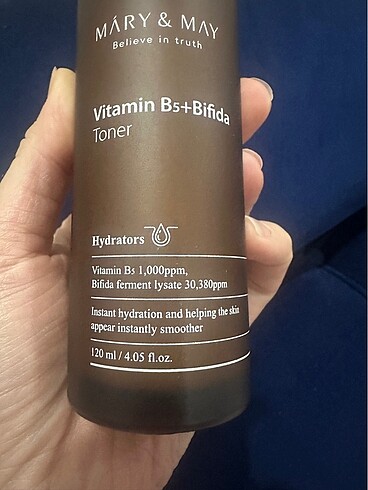 MÁRY & MAY
Believe in truth
Vitamin B5+Bifida
Toner
Hydrators
Vitamin B5 1,000ppm,
Bifida ferment lysate 30,380ppm
Instant hydration and helping the skin
appear instantly smoother
120 ml / 4.05 fl.oz.